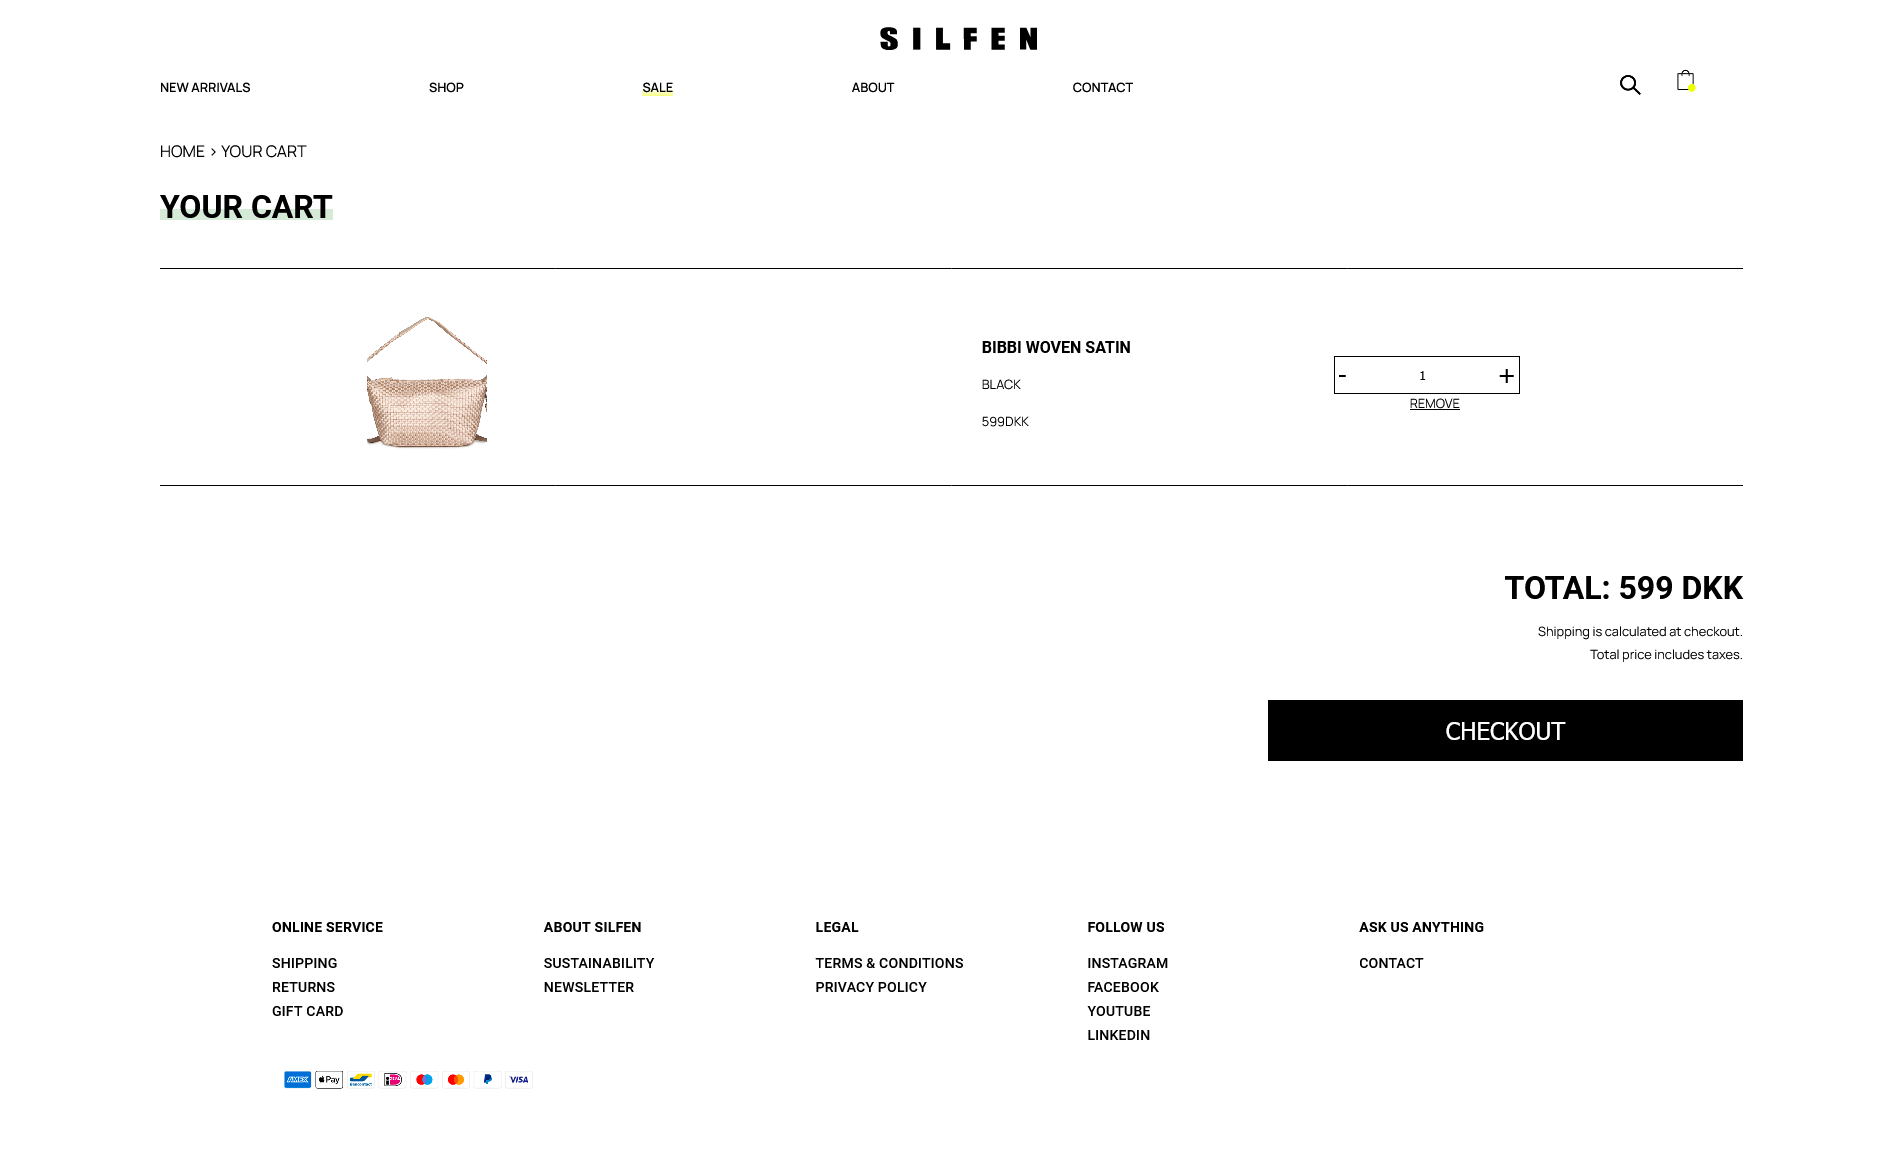 SILFEN
NEW ARRIVALS SHOP SALE ABOUT CONTACT
HOME > YOUR CART
YOUR CART
BIBBI WOVEN SATIN
BLACK
599DKK
- 1 +
REMOVE
TOTAL: 599 DKK
Shipping is calculated at checkout.
Total price includes taxes.
CHECKOUT
ONLINE SERVICE
SHIPPING
RETURNS
GIFT CARD
ABOUT SILFEN
SUSTAINABILITY
NEWSLETTER
LEGAL
TERMS & CONDITIONS
PRIVACY POLICY
FOLLOW US
INSTAGRAM
FACEBOOK
YOUTUBE
LINKEDIN
ASK US ANYTHING
CONTACT
AMEX Pay Bancontact VISA